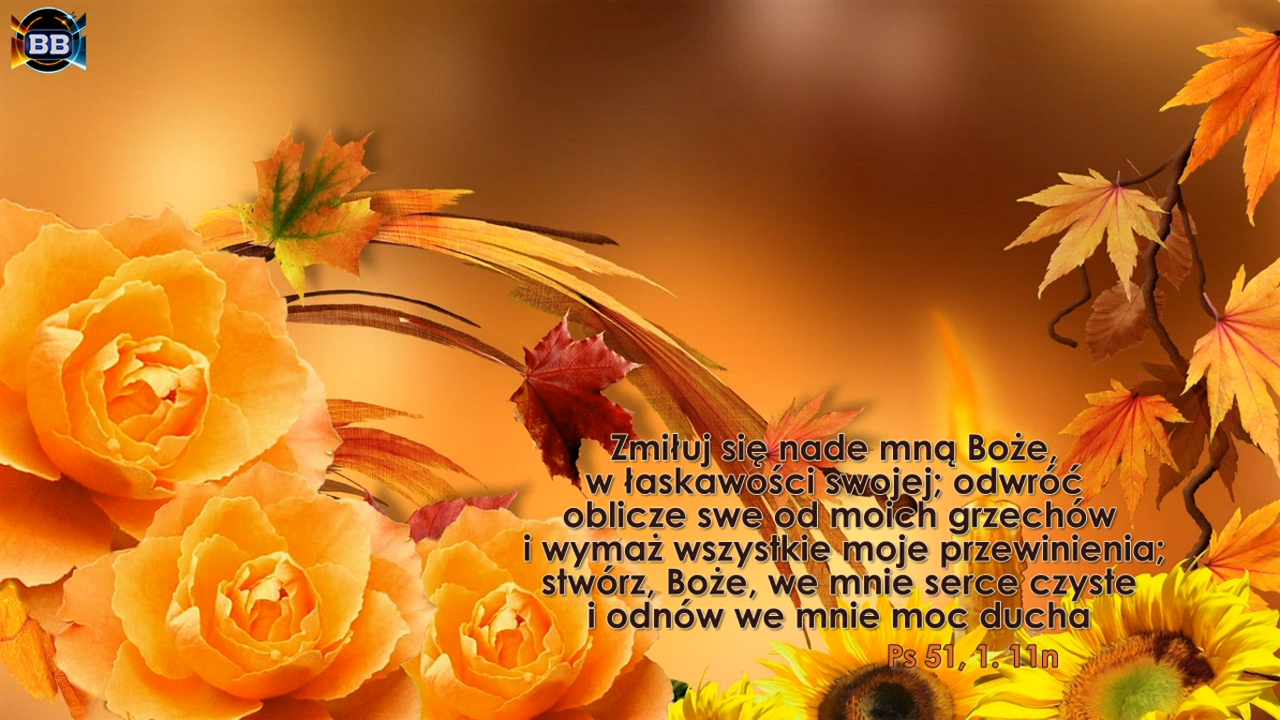 BB
Zmiłuj się nade mną Boże,
w łaskawości swojej; odwróć
oblicze swe od moich grzechów
i wymaż wszystkie moje przewinienia;
stwórz, Boże, we mnie serce czyste
i odnów we mnie moc ducha
Ps 51, 1. 11n